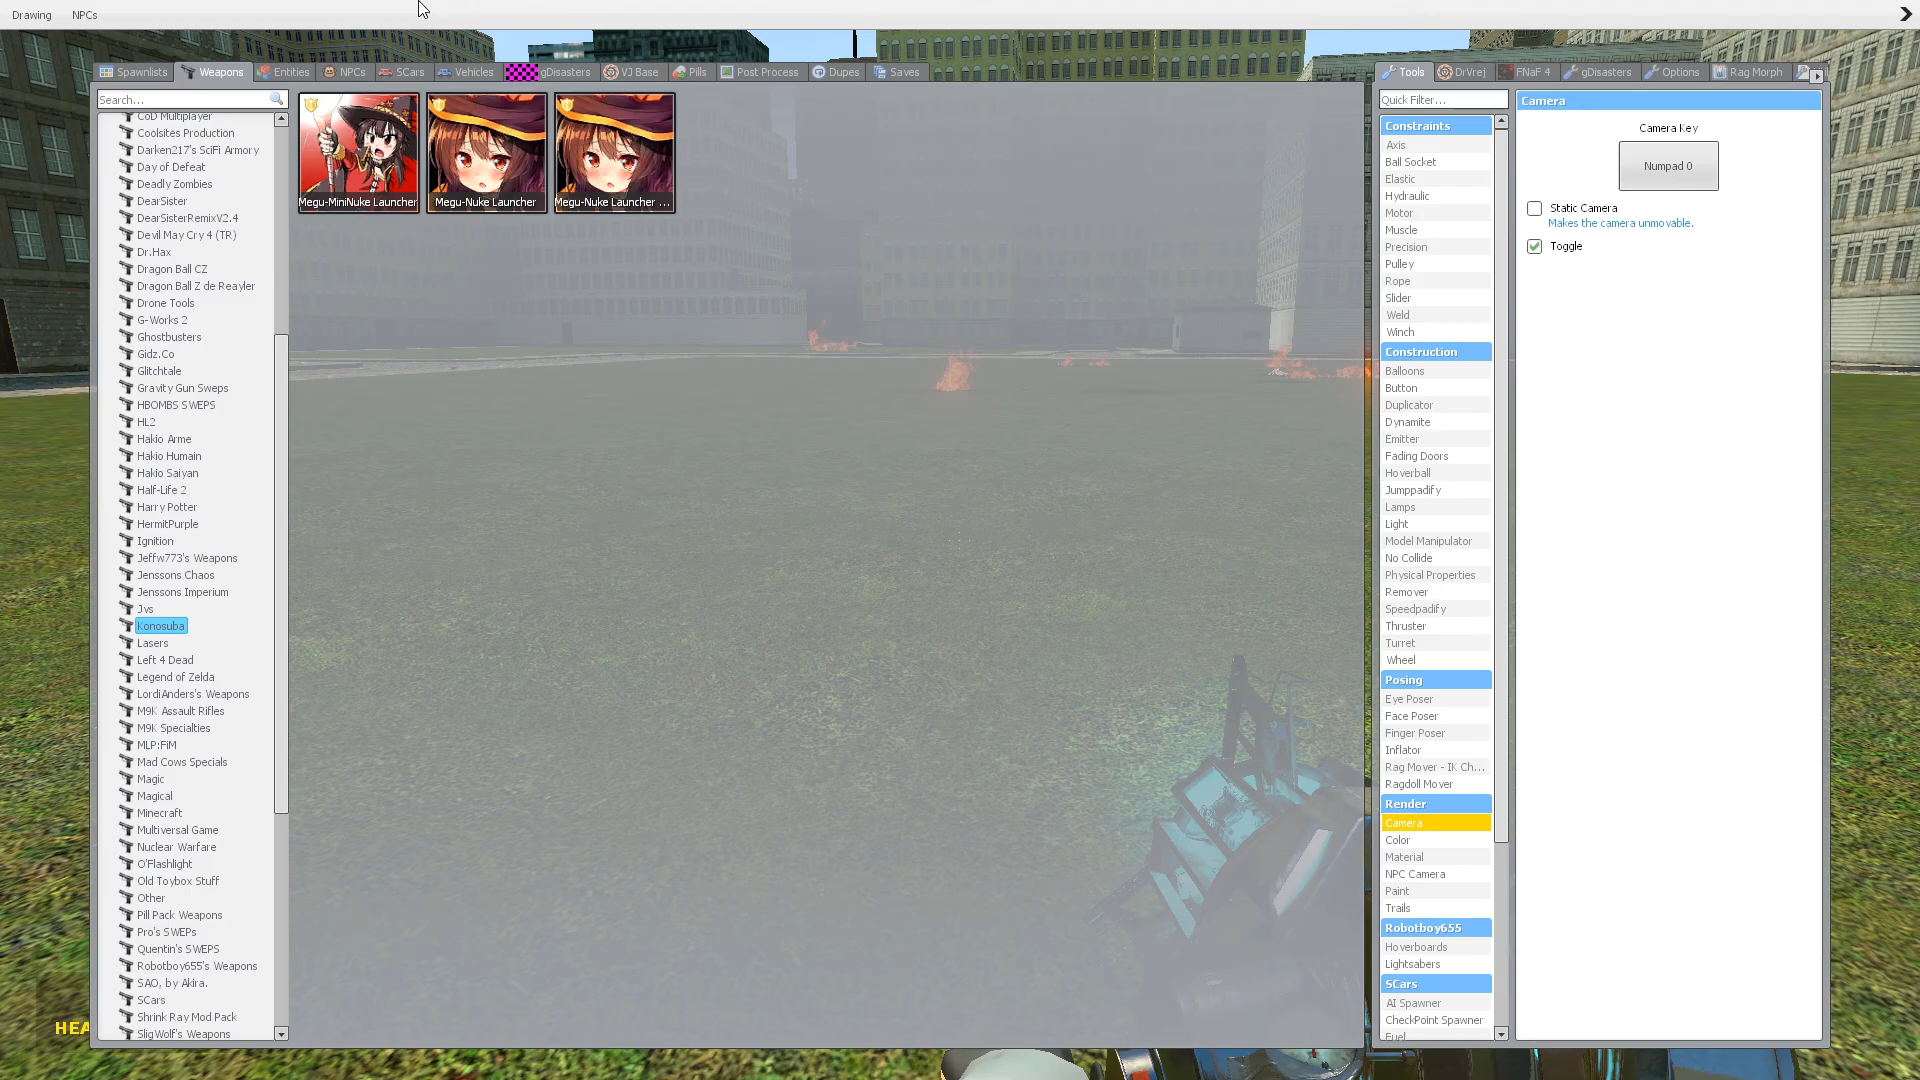 Drawing NPCs
Spawnlists Weapons Entities NPCs SCars Vehicles gDisasters VJ Base Pills Post Process Dupes Saves
Search...
CoD Multiplayer
Coolsites Production
Darken217's SciFi Armory
Day of Defeat
Deadly Zombies
DearSister
DearSisterRemixV2.4
Devil May Cry 4 (TR)
Dr.Hax
Dragon Ball CZ
Dragon Ball Z de Reayler
Drone Tools
G-Works 2
Ghostbusters
Gidz.Co
Glitchtale
Gravity Gun Sweps
HBOMBS SWEPS
HL2
Hakio Arme
Hakio Humain
Hakio Saiyan
Half-Life 2
Harry Potter
HermitPurple
Ignition
Jeffw773's Weapons
Jenssons Chaos
Jenssons Imperium
Jvs
Konosuba
Lasers
Left 4 Dead
Legend of Zelda
LordiAnders's Weapons
M9K Assault Rifles
M9K Specialties
MLP:FiM
Mad Cows Specials
Magic
Magical
Minecraft
Multiversal Game
Nuclear Warfare
O'Flashlight
Old Toybox Stuff
Other
Pill Pack Weapons
Pro's SWEPs
Quentin's SWEPS
Robotboy655's Weapons
SAO, by Akira.
SCars
Shrink Ray Mod Pack
SligWolf's Weapons
Megu-MiniNuke Launcher
Megu-Nuke Launcher
Megu-Nuke Launcher ...
HEA
Tools DrVrej FNaF 4 gDisasters Options Rag Morph
Quick Filter...
Constraints
Axis
Ball Socket
Elastic
Hydraulic
Motor
Muscle
Precision
Pulley
Rope
Slider
Weld
Winch
Construction
Balloons
Button
Duplicator
Dynamite
Emitter
Fading Doors
Hoverball
Jumppadify
Lamps
Light
Model Manipulator
No Collide
Physical Properties
Remover
Speedpadify
Thruster
Turret
Wheel
Posing
Eye Poser
Face Poser
Finger Poser
Inflator
Rag Mover - IK Ch...
Ragdoll Mover
Render
Camera
Color
Material
NPC Camera
Paint
Trails
Robotboy655
Hoverboards
Lightsabers
SCars
AI Spawner
CheckPoint Spawner
Fuel
Camera
Camera Key
Numpad 0
Static Camera
Makes the camera unmovable.
Toggle